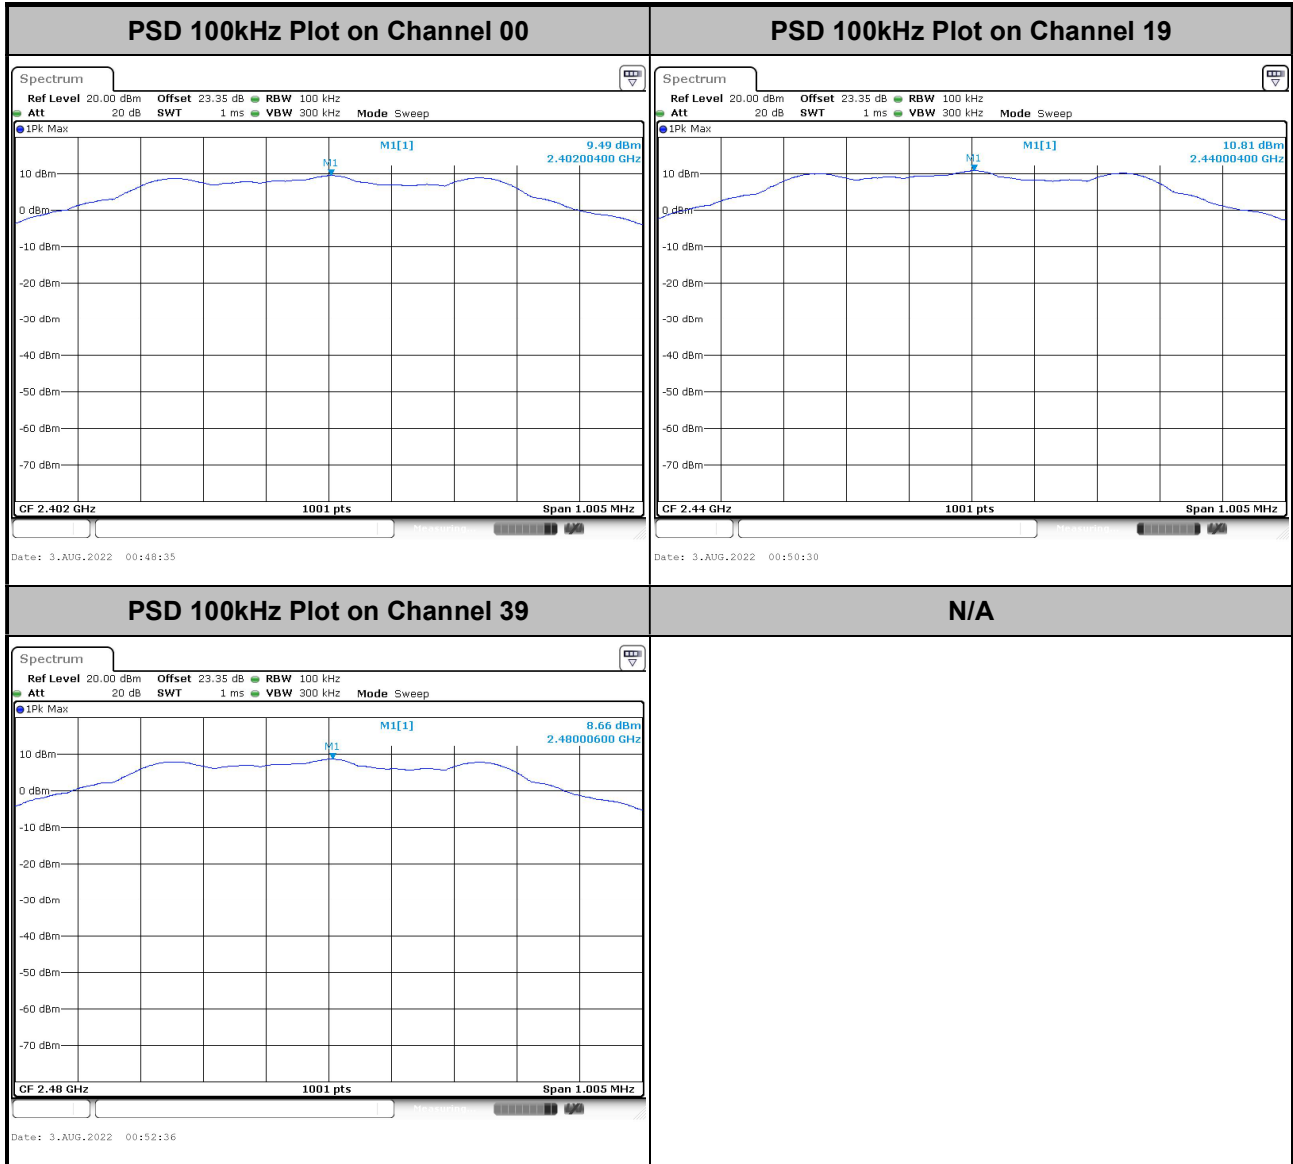 PSD 100kHz Plot on Channel 00
PSD 100kHz Plot on Channel 19
Spectrum
Ref Level 20.00 dBm Offset 23.35 dB RBW 100 kHz
Att 20 dB SWT 1 ms VBW 300 kHz Mode Sweep
1Pk Max
M1[1] 9.49 dBm
2.40200400 GHz
M1
10 dBm
0 dBm
-10 dBm
-20 dBm
-30 dBm
-40 dBm
-50 dBm
-60 dBm
-70 dBm
CF 2.402 GHz 1001 pts Span 1.005 MHz
Measuring...
Date: 3.AUG.2022 00:48:35
Spectrum
Ref Level 20.00 dBm Offset 23.35 dB RBW 100 kHz
Att 20 dB SWT 1 ms VBW 300 kHz Mode Sweep
1Pk Max
M1[1] 10.81 dBm
2.44000400 GHz
M1
10 dBm
0 dBm
-10 dBm
-20 dBm
-30 dBm
-40 dBm
-50 dBm
-60 dBm
-70 dBm
CF 2.44 GHz 1001 pts Span 1.005 MHz
Measuring...
Date: 3.AUG.2022 00:50:30
PSD 100kHz Plot on Channel 39
N/A
Spectrum
Ref Level 20.00 dBm Offset 23.35 dB RBW 100 kHz
Att 20 dB SWT 1 ms VBW 300 kHz Mode Sweep
1Pk Max
M1[1] 8.66 dBm
2.48000600 GHz
M1
10 dBm
0 dBm
-10 dBm
-20 dBm
-30 dBm
-40 dBm
-50 dBm
-60 dBm
-70 dBm
CF 2.48 GHz 1001 pts Span 1.005 MHz
Measuring...
Date: 3.AUG.2022 00:52:36